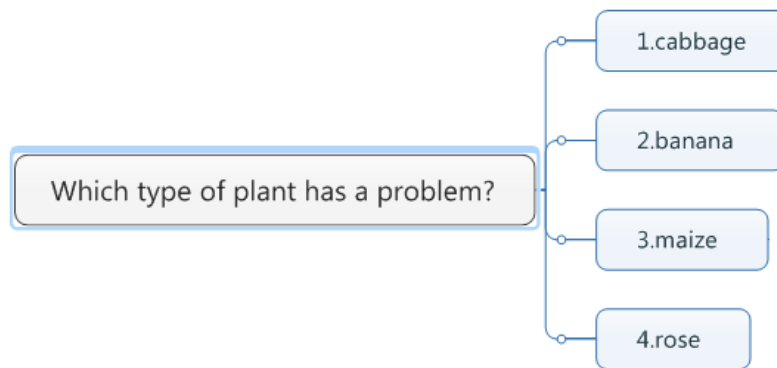 Which type of plant has a problem?
1.cabbage
2.banana
3.maize
4.rose